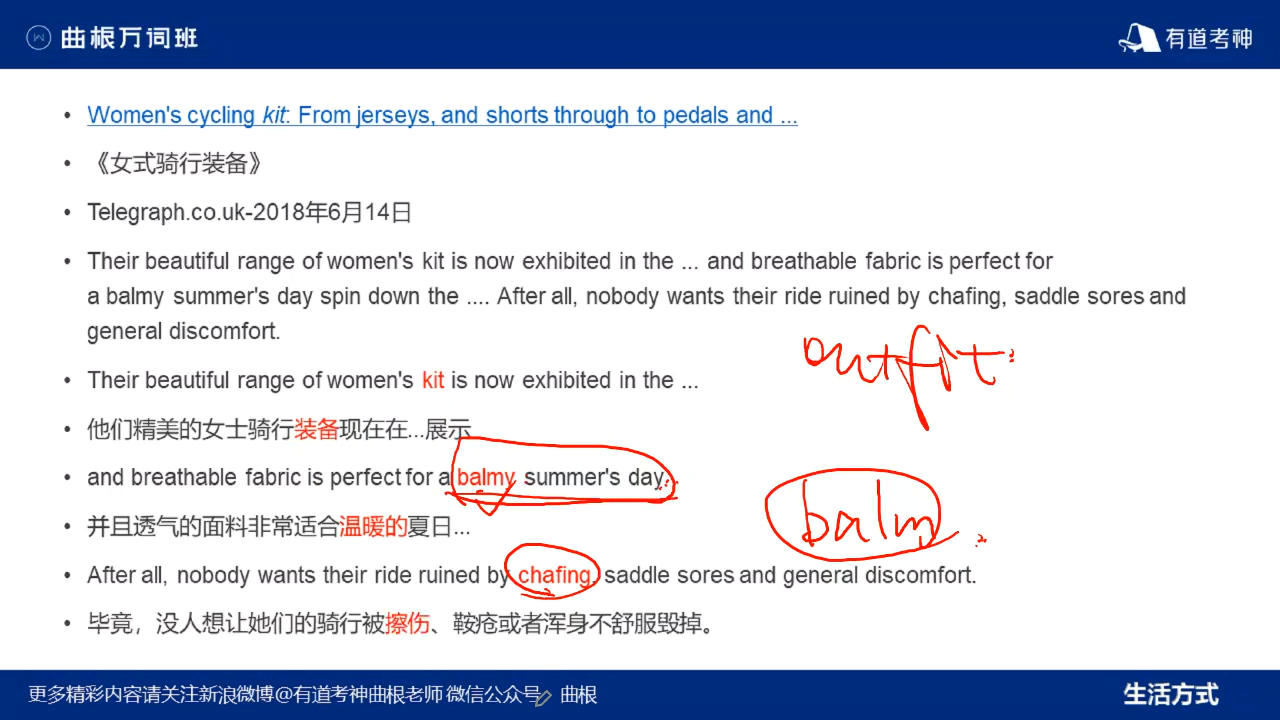 曲根万词班
有道考神
Women's cycling kit: From jerseys, and shorts through to pedals and ...
《女式骑行装备》
Telegraph.co.uk-2018年6月14日
Their beautiful range of women's kit is now exhibited in the ... and breathable fabric is perfect for
a balmy summer's day spin down the .... After all, nobody wants their ride ruined by chafing, saddle sores and
general discomfort.
outfit
Their beautiful range of women's kit is now exhibited in the ...
他们精美的女士骑行装备现在在...展示
and breathable fabric is perfect for a balmy summer's day.
balm
并且透气的面料非常适合温暖的夏日...
After all, nobody wants their ride ruined by chafing, saddle sores and general discomfort.
毕竟，没人想让她们的骑行被擦伤、鞍疮或者浑身不舒服毁掉。
更多精彩内容请关注新浪微博@有道考神曲根老师 微信公众号 曲根
生活方式